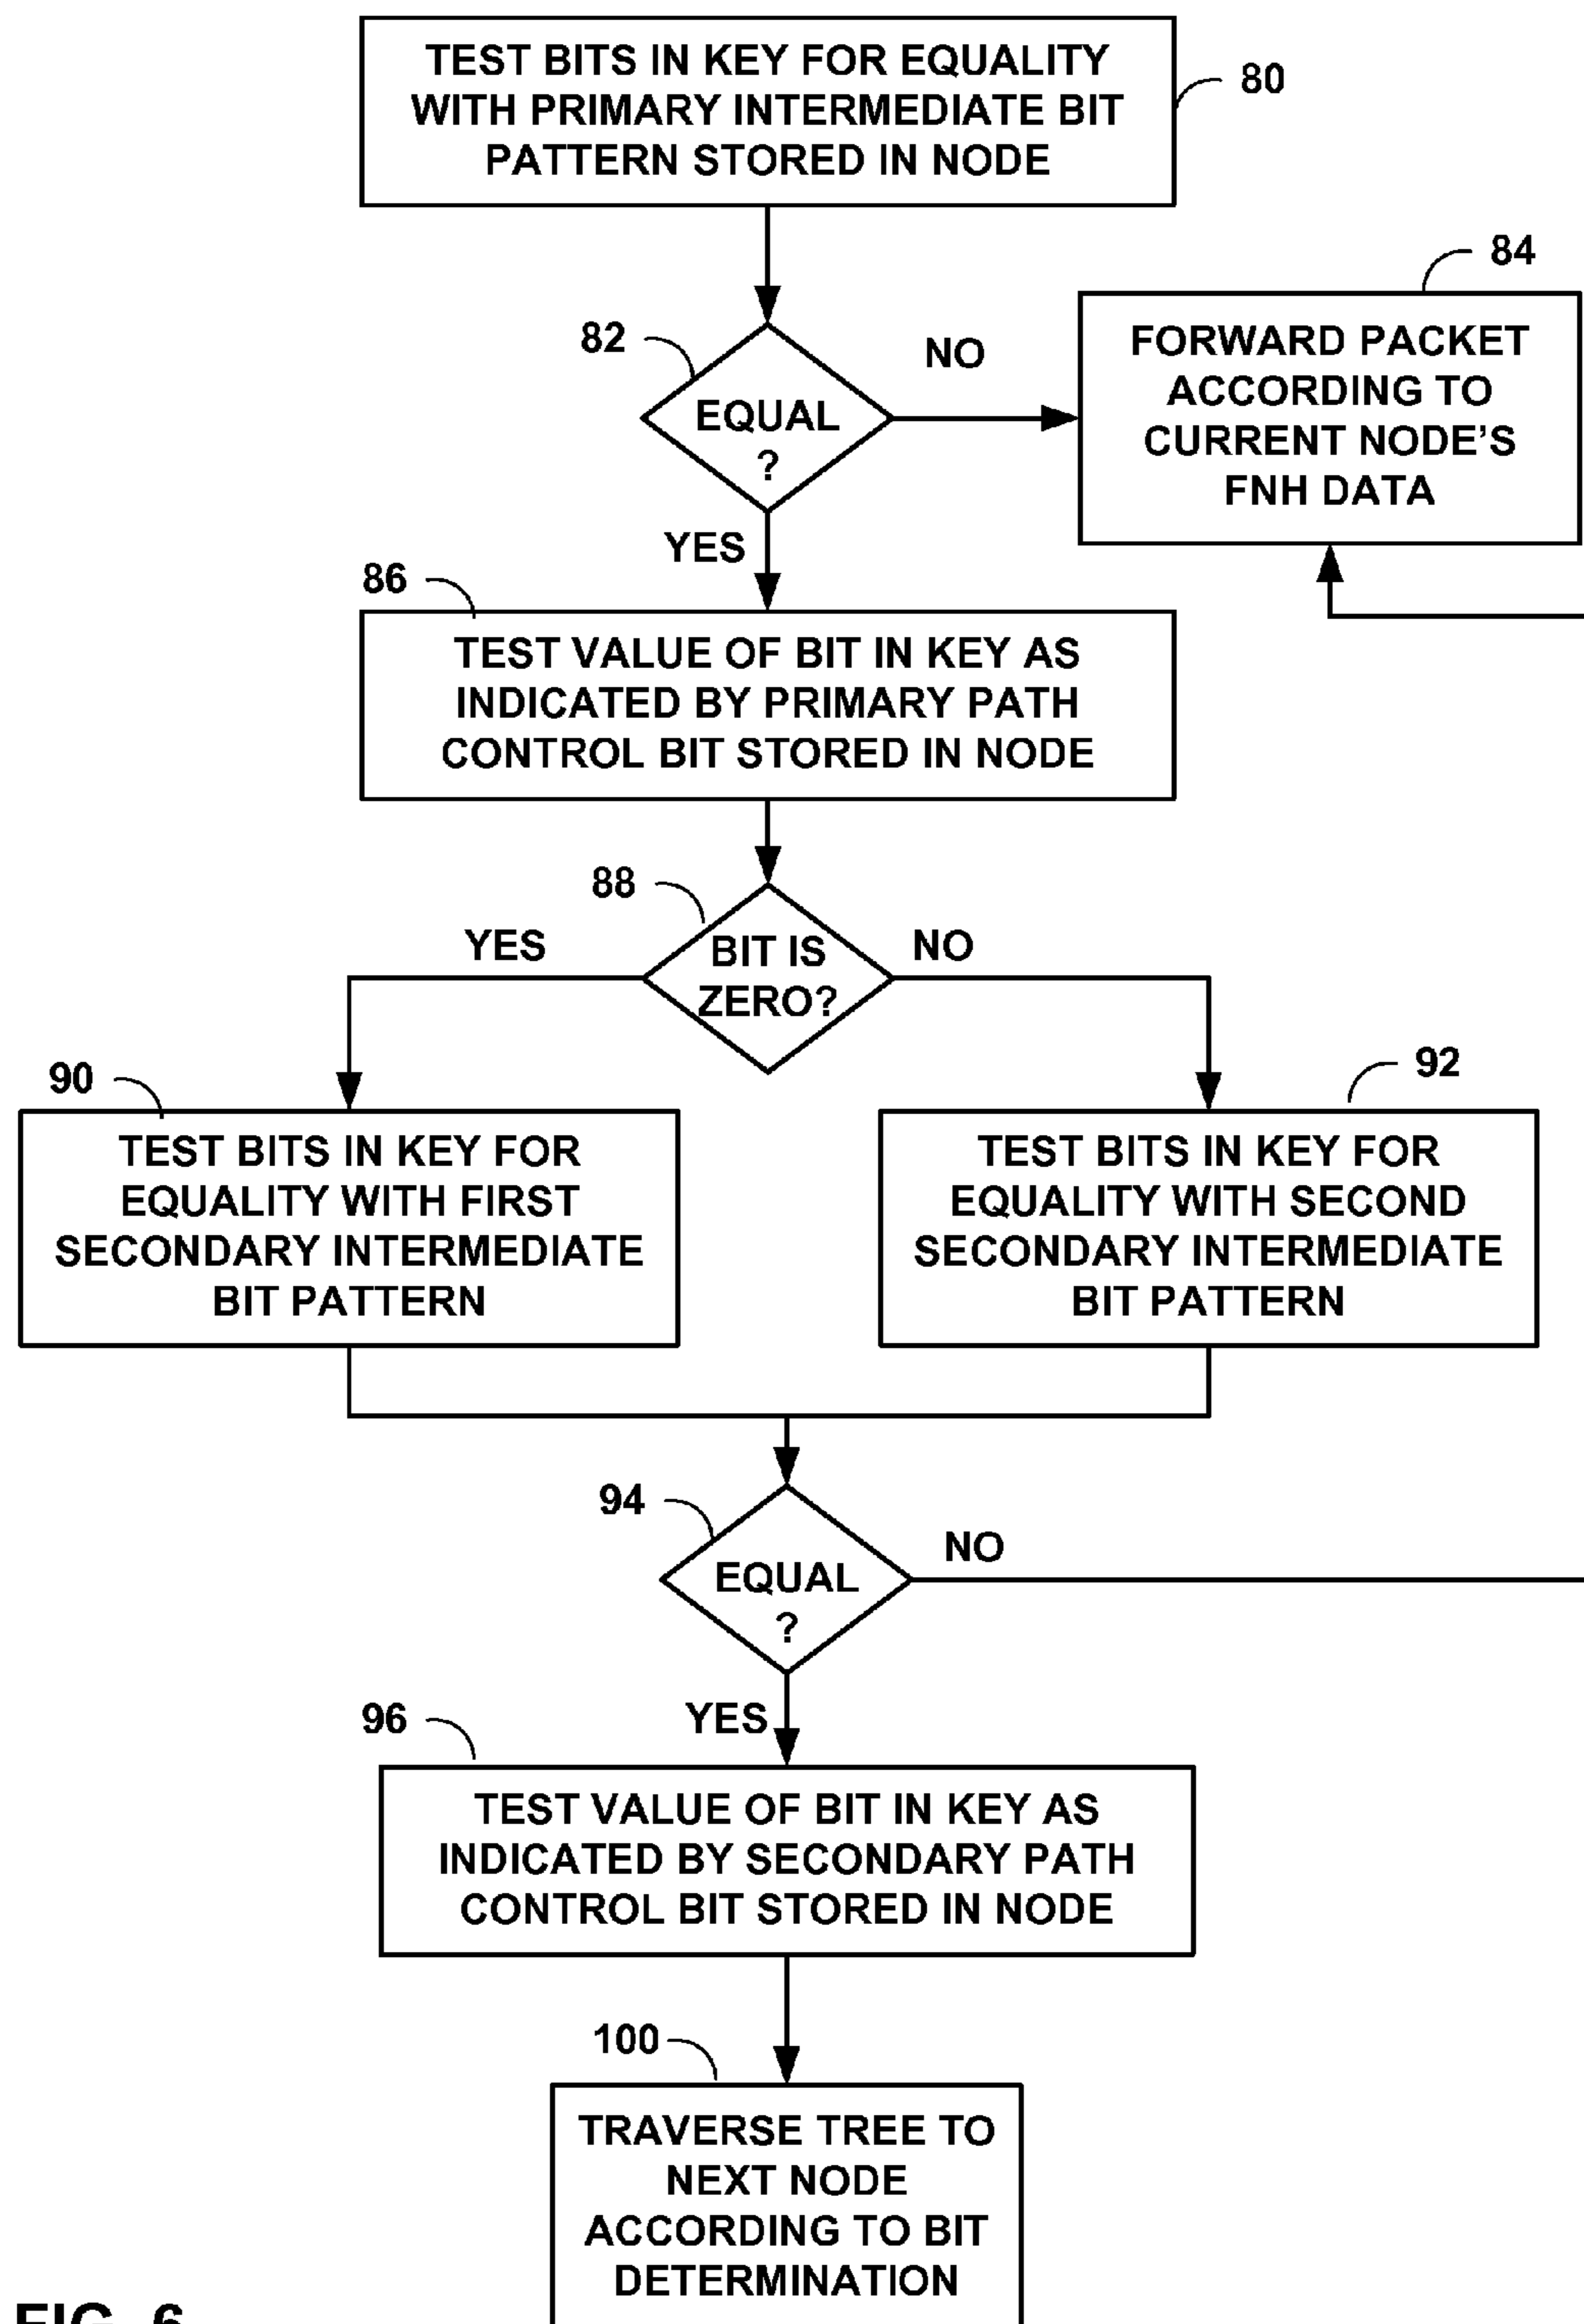 TEST BITS IN KEY FOR EQUALITY
WITH PRIMARY INTERMEDIATE BIT
PATTERN STORED IN NODE
80
84
82
NO
FORWARD PACKET
ACCORDING TO
CURRENT NODE'S
FNH DATA
EQUAL
?
YES
86
TEST VALUE OF BIT IN KEY AS
INDICATED BY PRIMARY PATH
CONTROL BIT STORED IN NODE
88
YES
BIT IS
ZERO?
NO
90
92
TEST BITS IN KEY FOR
EQUALITY WITH FIRST
SECONDARY INTERMEDIATE
BIT PATTERN
TEST BITS IN KEY FOR
EQUALITY WITH SECOND
SECONDARY INTERMEDIATE
BIT PATTERN
94
NO
EQUAL
?
YES
96
TEST VALUE OF BIT IN KEY AS
INDICATED BY SECONDARY PATH
CONTROL BIT STORED IN NODE
100
TRAVERSE TREE TO
NEXT NODE
ACCORDING TO BIT
DETERMINATION
FIG. 6